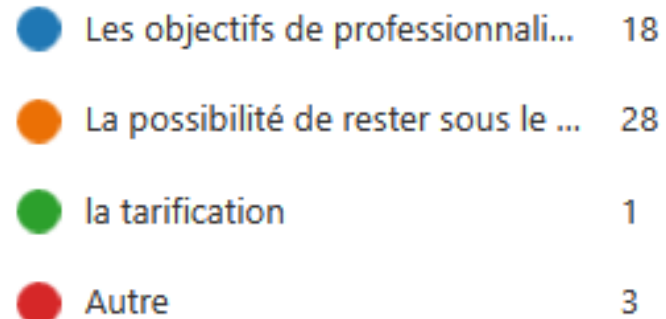 Les objectifs de professionnali... 18
La possibilité de rester sous le ... 28
la tarification 1
Autre 3